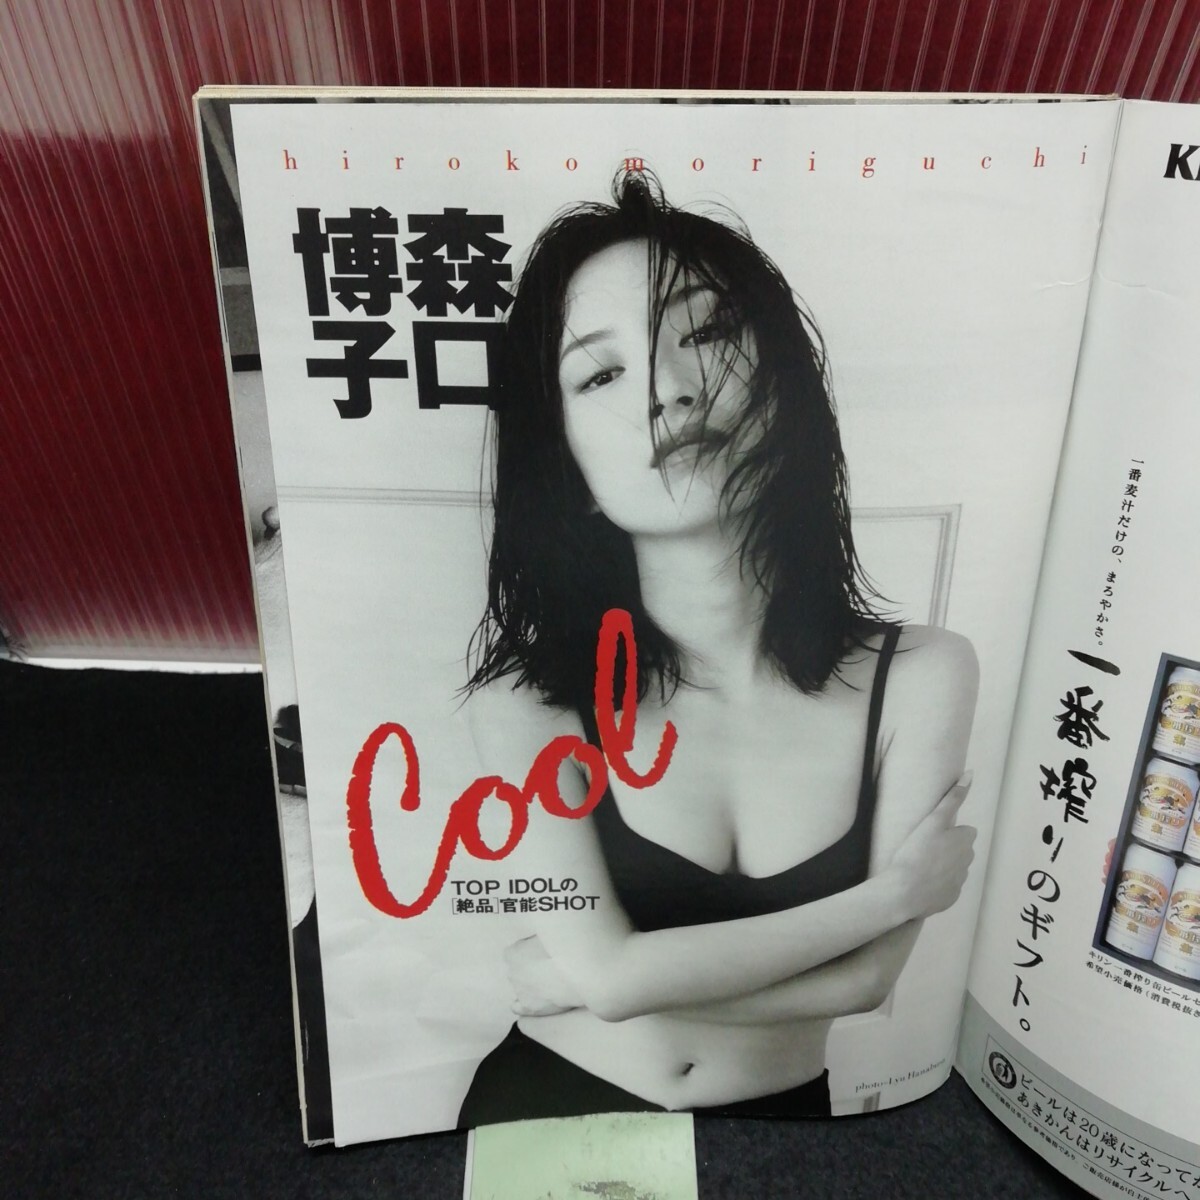 hirokomoriguchi
森口
博子
Cool
TOP IDOLの
[絶品]官能SHOT
一番麦汁だけの、まろやかさ。
一番搾りのギフト。
ビールは20歳になって
あきかんはリサイクル